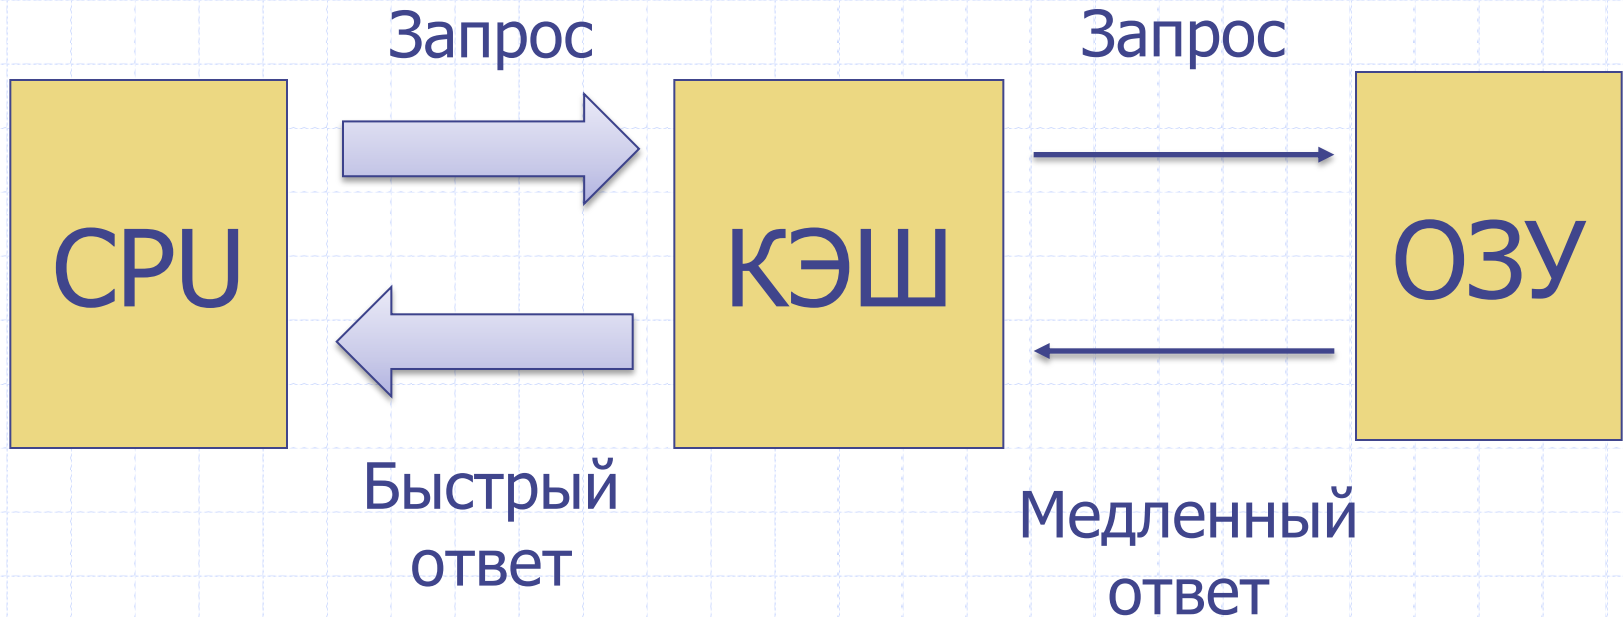 Запрос
Запрос
CPU
КЭШ
ОЗУ
Быстрый
ответ
Медленный
ответ